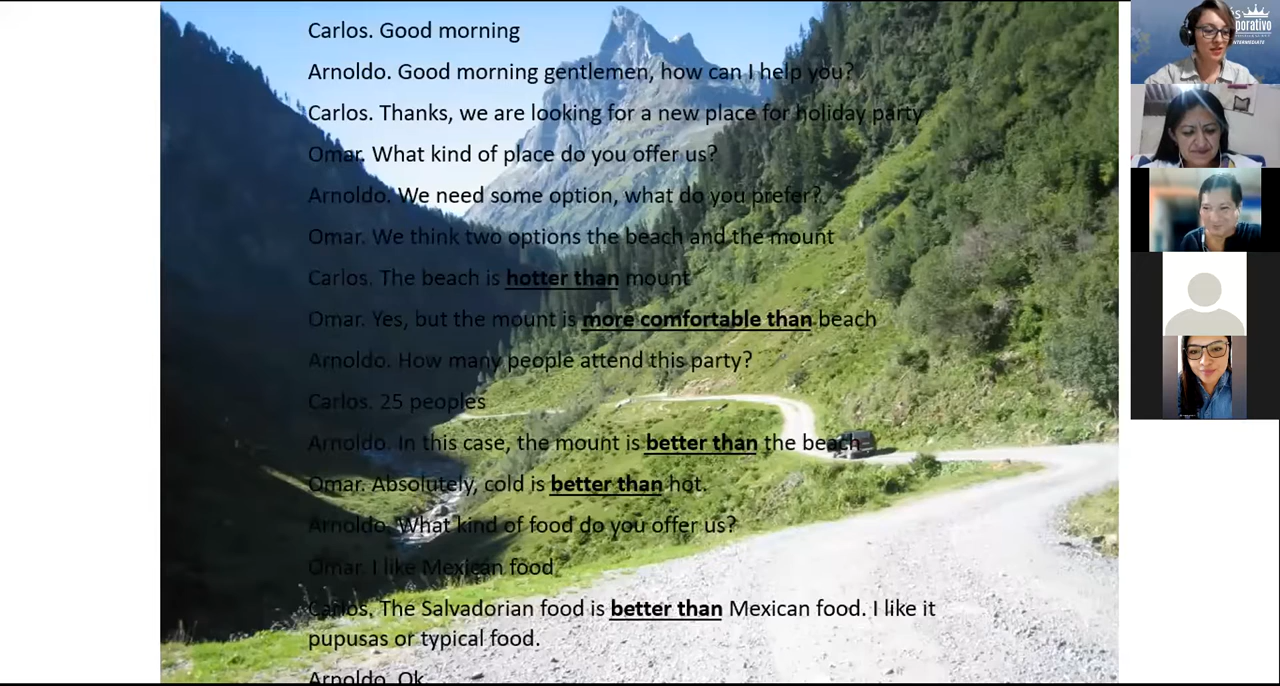 Carlos. Good morning
Arnoldo. Good morning gentlemen, how can I help you?
Carlos. Thanks, we are looking for a new place for holiday party
Omar. What kind of place do you offer us?
Arnoldo. We need some option, what do you prefer?
Omar. We think two options the beach and the mount
Carlos. The beach is hotter than mount
Omar. Yes, but the mount is more comfortable than beach
Arnoldo. How many people attend this party?
Carlos. 25 peoples
Arnoldo. In this case, the mount is better than the beach
Omar. Absolutely, cold is better than hot.
Arnoldo. What kind of food do you offer us?
Omar. I like Mexican food
Carlos. The Salvadorian food is better than Mexican food. I like it
pupusas or typical food.
Arnoldo. Ok
INTERMEDIATE